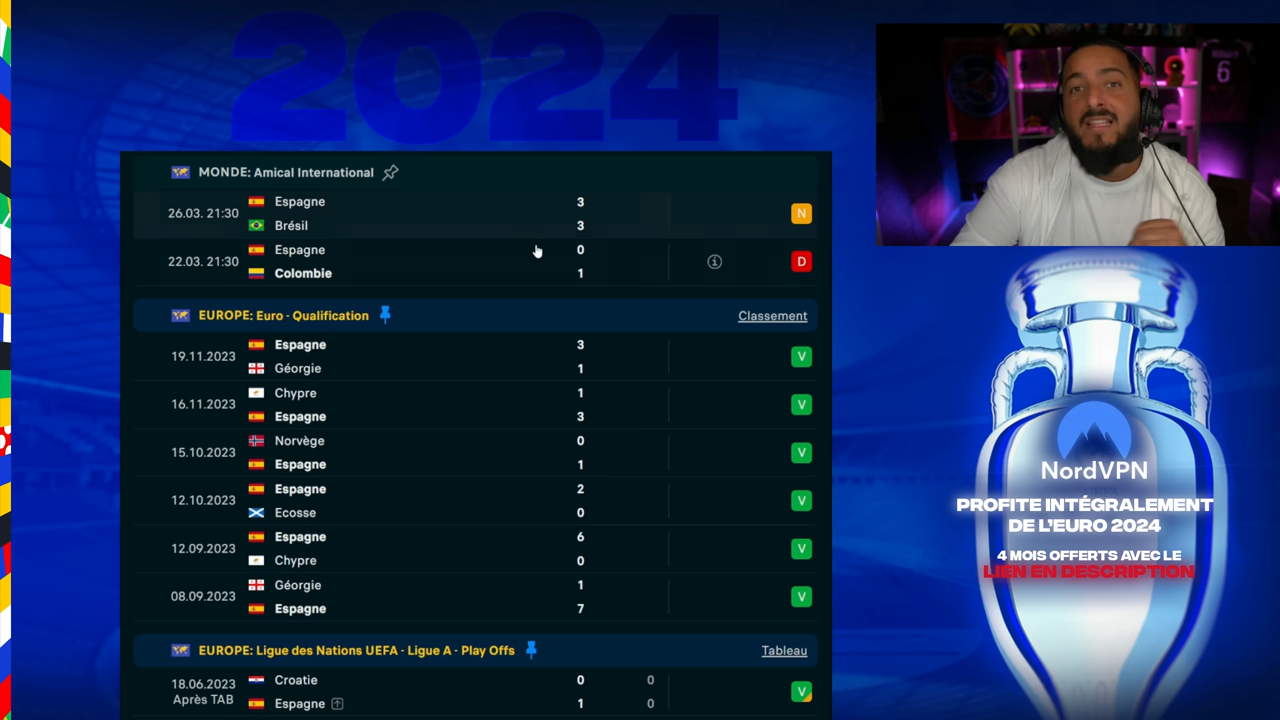 2024
MONDE: Amical International
26.03. 21:30
Espagne 3
Brésil 3
N
22.03. 21:30
Espagne 0
Colombie 1
D
EUROPE: Euro - Qualification
Classement
19.11.2023
Espagne 3
Géorgie 1
V
16.11.2023
Chypre 1
Espagne 3
V
15.10.2023
Norvège 0
Espagne 1
V
12.10.2023
Espagne 2
Ecosse 0
V
12.09.2023
Espagne 6
Chypre 0
V
08.09.2023
Géorgie 1
Espagne 7
V
EUROPE: Ligue des Nations UEFA - Ligue A - Play Offs
Tableau
18.06.2023
Après TAB
Croatie 0 0
Espagne 1 0
V
6
NordVPN
PROFITE INTÉGRALEMENT
DE L'EURO 2024
4 MOIS OFFERTS AVEC LE
LIEN EN DESCRIPTION